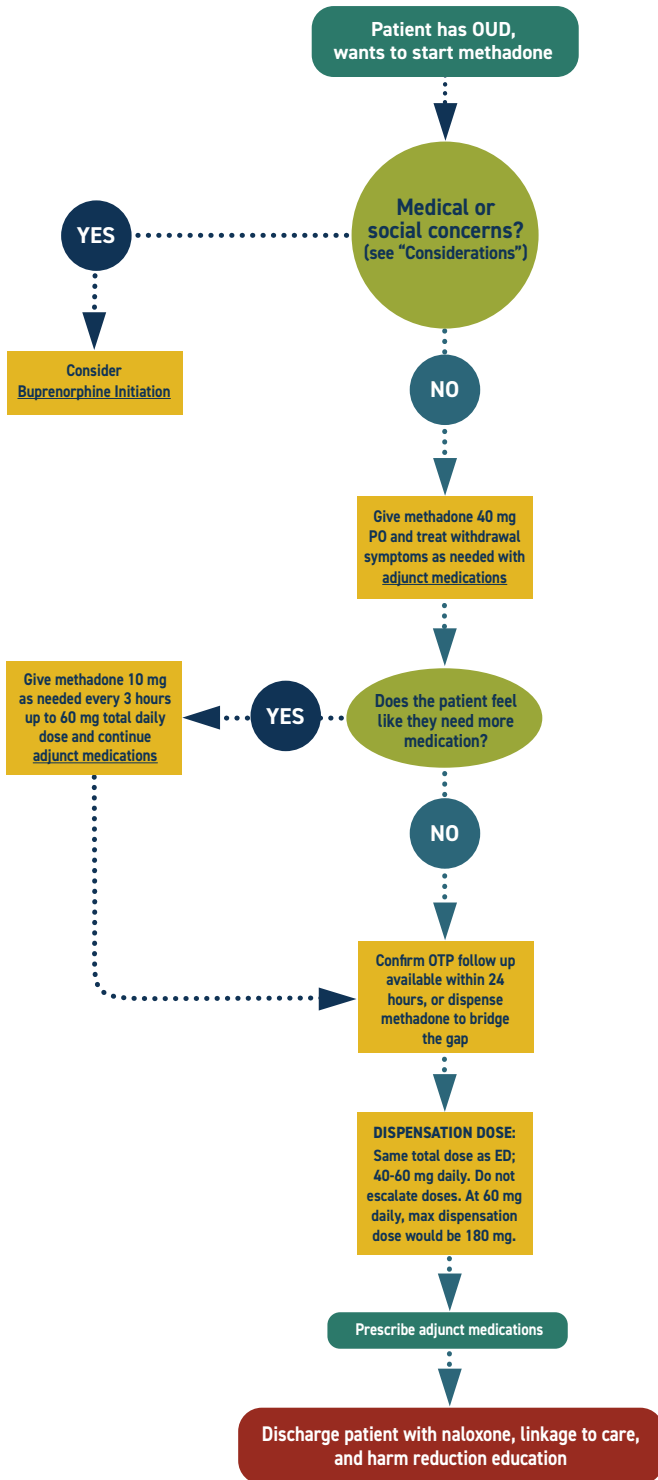 Patient has OUD,
wants to start methadone
Medical or
social concerns?
(see “Considerations”)
YES
Consider
Buprenorphine Initiation
NO
Give methadone 40 mg
PO and treat withdrawal
symptoms as needed with
adjunct medications
Does the patient feel
like they need more
medication?
YES
Give methadone 10 mg
as needed every 3 hours
up to 60 mg total daily
dose and continue
adjunct medications
NO
Confirm OTP follow up
available within 24
hours, or dispense
methadone to bridge
the gap
DISPENSATION DOSE:
Same total dose as ED;
40-60 mg daily. Do not
escalate doses. At 60 mg
daily, max dispensation
dose would be 180 mg.
Prescribe adjunct medications
Discharge patient with naloxone, linkage to care,
and harm reduction education